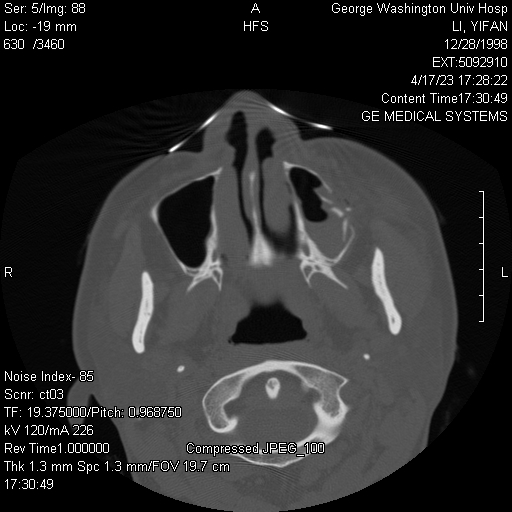 Ser: 5/Img: 88
Loc: -19 mm
630 /3460
A
HFS
George Washington Univ Hosp
LI, YIFAN
12/28/1998
EXT:5092910
4/17/23 17:28:22
Content Time17:30:49
GE MEDICAL SYSTEMS
R
L
Noise Index- 85
Scnr: ct03
TF: 19.375000/Pitch: 0.968750
kV 120/mA 226
Rev Time1.000000
Compressed JPEG_100
Thk 1.3 mm Spc 1.3 mm/FOV 19.7 cm
17:30:49